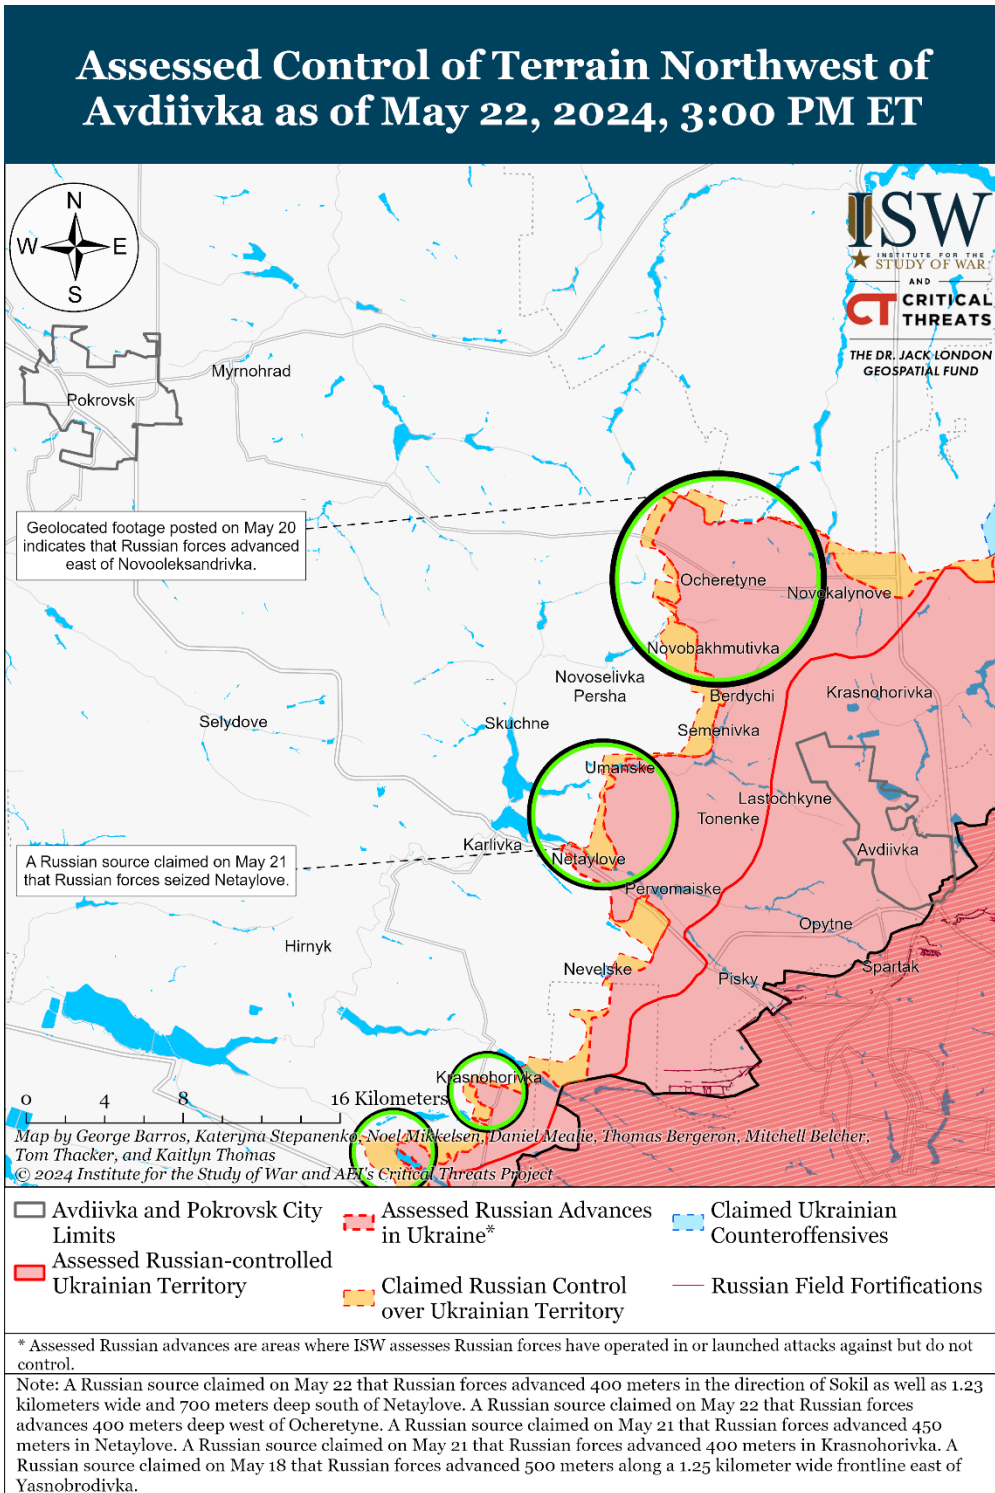 Assessed Control of Terrain Northwest of
Avdiivka as of May 22, 2024, 3:00 PM ET
N
W
E
S
ISW
INSTITUTE FOR THE
STUDY OF WAR
AND
CT CRITICAL
THREATS
THE DR. JACK LONDON
GEOSPATIAL FUND
Myrnohrad
Pokrovsk
Geolocated footage posted on May 20
indicates that Russian forces advanced
east of Novooleksandrivka.
Ocheretyne
Novokalynove
Novobakhmutivka
Novoselivka
Persha
Berdychi
Krasnohorivka
Selydove
Skuchne
Semenivka
Umanske
Lastochkyne
Tonenke
Karlivka
Netaylove
Avdiivka
A Russian source claimed on May 21
that Russian forces seized Netaylove.
Pervomaiske
Opytne
Hirnyk
Nevelske
Pisky
Spartak
Krasnohorivka
0 4 8 16 Kilometers
Map by George Barros, Kateryna Stepanenko, Noel Mikkelsen, Daniel Mealie, Thomas Bergeron, Mitchell Belcher,
Tom Thacker, and Kaitlyn Thomas
© 2024 Institute for the Study of War and AEI's Critical Threats Project
Avdiivka and Pokrovsk City
Limits
Assessed Russian-controlled
Ukrainian Territory
Assessed Russian Advances
in Ukraine*
Claimed Russian Control
over Ukrainian Territory
Claimed Ukrainian
Counteroffensives
Russian Field Fortifications
* Assessed Russian advances are areas where ISW assesses Russian forces have operated in or launched attacks against but do not
control.
Note: A Russian source claimed on May 22 that Russian forces advanced 400 meters in the direction of Sokil as well as 1.23
kilometers wide and 700 meters deep south of Netaylove. A Russian source claimed on May 22 that Russian forces
advances 400 meters deep west of Ocheretyne. A Russian source claimed on May 21 that Russian forces advanced 450
meters in Netaylove. A Russian source claimed on May 21 that Russian forces advanced 400 meters in Krasnohorivka. A
Russian source claimed on May 18 that Russian forces advanced 500 meters along a 1.25 kilometer wide frontline east of
Yasnobrodivka.